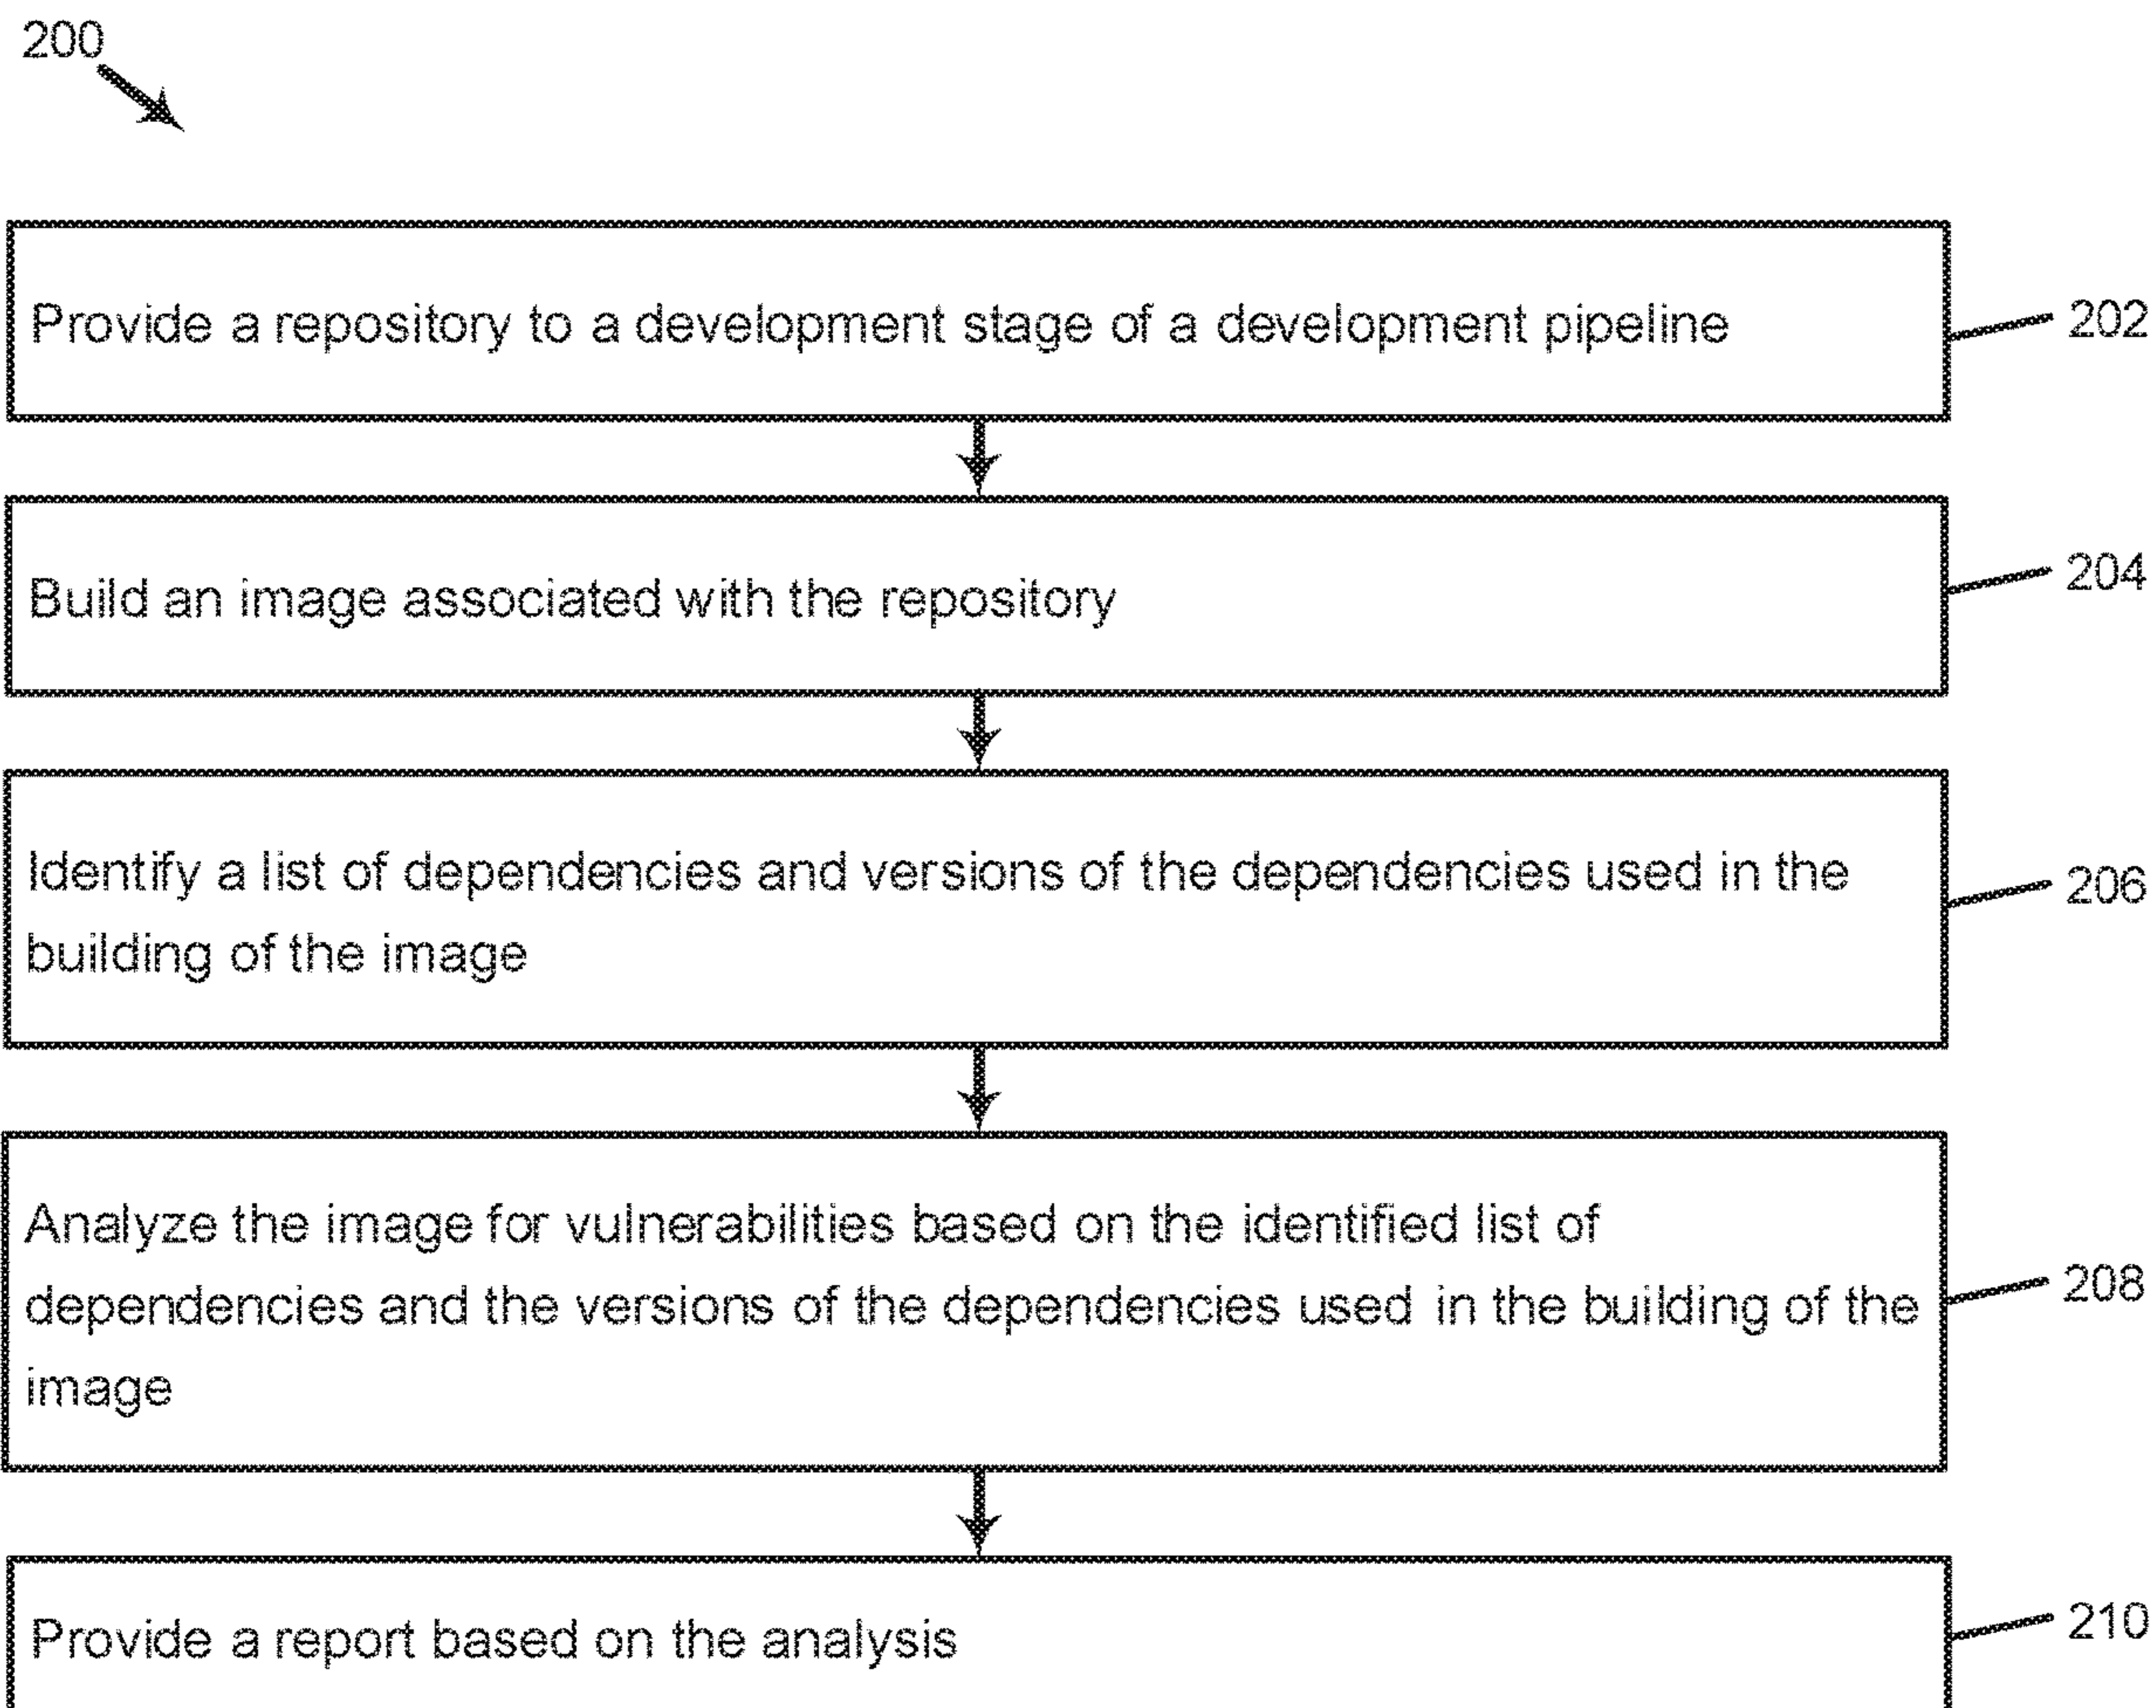 200
Provide a repository to a development stage of a development pipeline
202
Build an image associated with the repository
204
Identify a list of dependencies and versions of the dependencies used in the
building of the image
206
Analyze the image for vulnerabilities based on the identified list of
dependencies and the versions of the dependencies used in the building of the
image
208
Provide a report based on the analysis
210